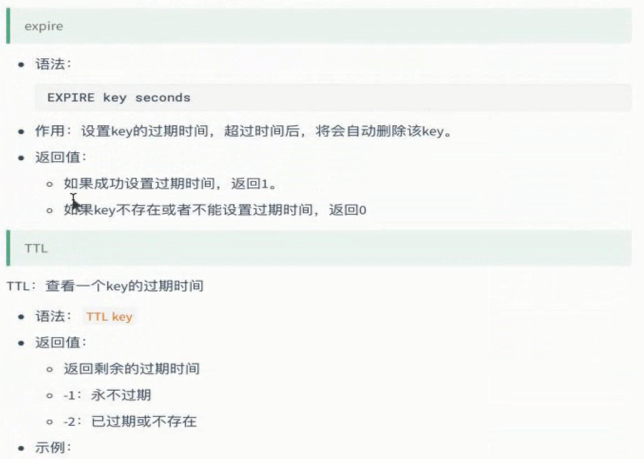 expire
语法：
EXPIRE key seconds
作用：设置key的过期时间，超过时间后，将会自动删除该key。
返回值：
如果成功设置过期时间，返回1。
如果key不存在或者不能设置过期时间，返回0
TTL
TTL：查看一个key的过期时间
语法： TTL key
返回值：
返回剩余的过期时间
-1：永不过期
-2：已过期或不存在
示例：